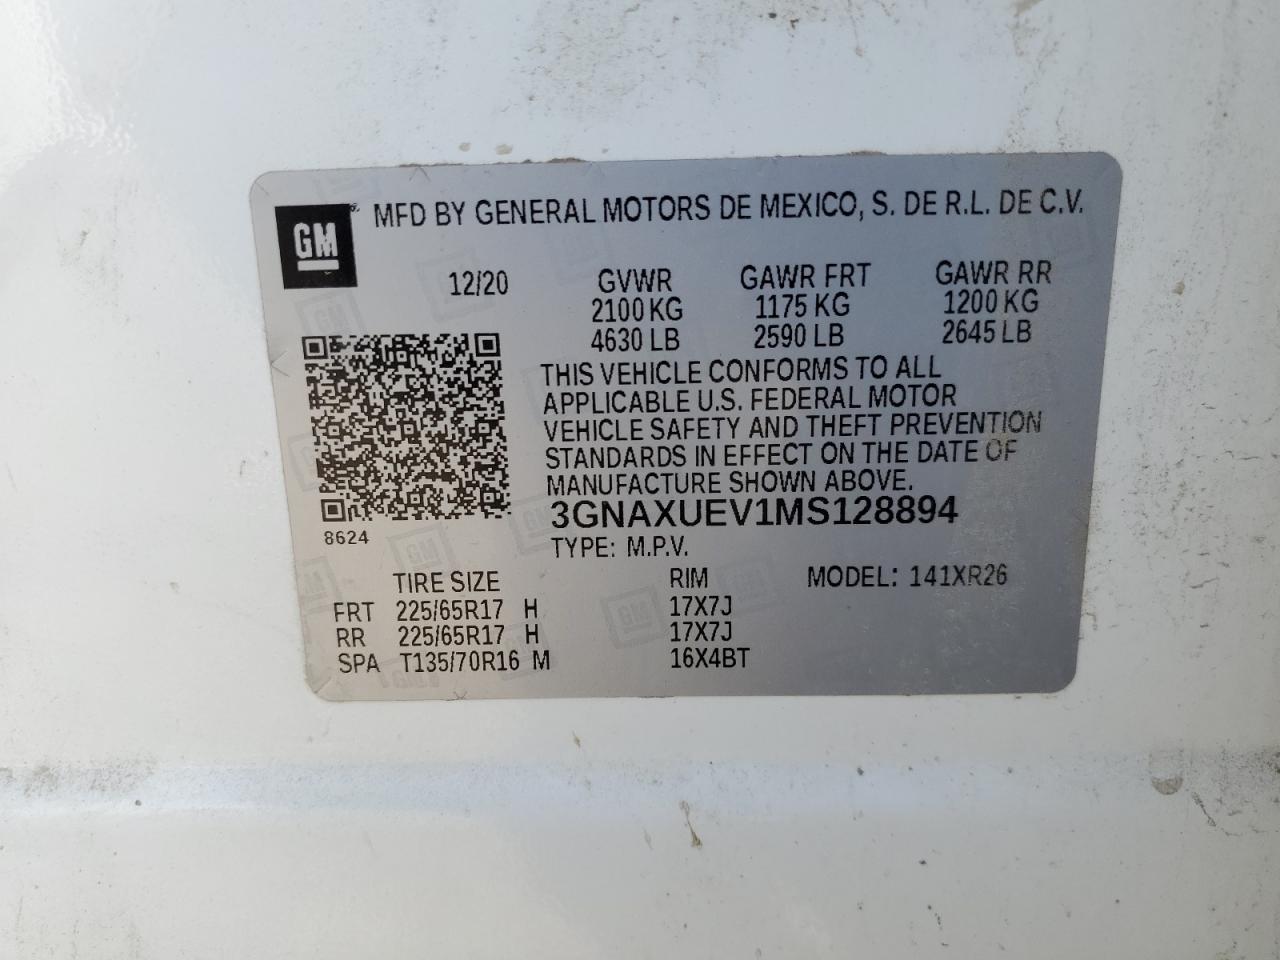 GM
MFD BY GENERAL MOTORS DE MEXICO, S. DE R.L. DE C.V.
12/20 GVWR GAWR FRT GAWR RR
2100 KG 1175 KG 1200 KG
4630 LB 2590 LB 2645 LB
THIS VEHICLE CONFORMS TO ALL
APPLICABLE U.S. FEDERAL MOTOR
VEHICLE SAFETY AND THEFT PREVENTION
STANDARDS IN EFFECT ON THE DATE OF
MANUFACTURE SHOWN ABOVE.
3GNAXUEV1MS128894
8624
TYPE: M.P.V.
TIRE SIZE RIM MODEL: 141XR26
FRT 225/65R17 H 17X7J
RR 225/65R17 H 17X7J
SPA T135/70R16 M 16X4BT